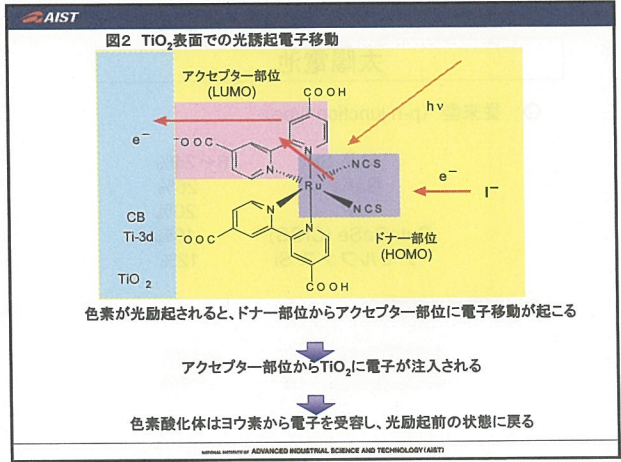 AIST
図2 TiO₂表面での光誘起電子移動
アクセプター部位
(LUMO)
COOH
hν
e⁻
⁻OOC
N
N
NCS
Ru
e⁻
I⁻
NCS
N
N
CB
Ti-3d
⁻OOC
ドナー部位
(HOMO)
TiO ₂
COOH
色素が光励起されると、ドナー部位からアクセプター部位に電子移動が起こる
アクセプター部位からTiO₂に電子が注入される
色素酸化体はヨウ素から電子を受容し、光励起前の状態に戻る
NATIONAL INSTITUTE OF ADVANCED INDUSTRIAL SCIENCE AND TECHNOLOGY (AIST)